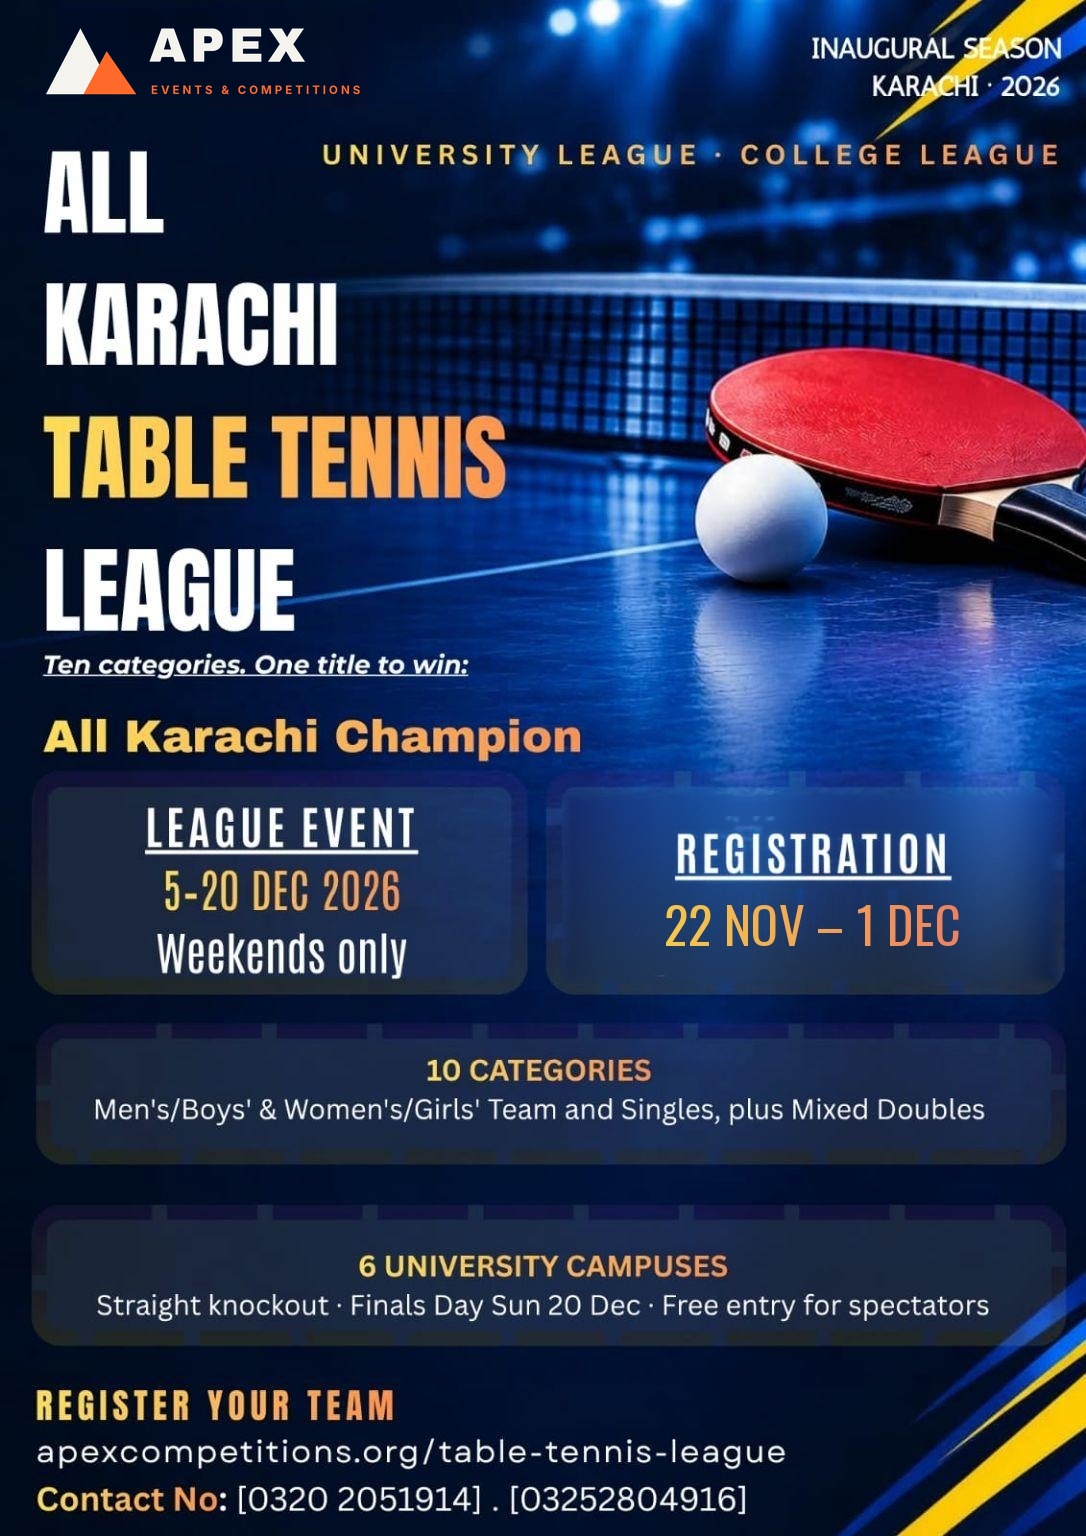 APEX
EVENTS & COMPETITIONS
INAUGURAL SEASON
KARACHI · 2026
UNIVERSITY LEAGUE · COLLEGE LEAGUE
ALL
KARACHI
TABLE TENNIS
LEAGUE
Ten categories. One title to win:
All Karachi Champion
LEAGUE EVENT
5-20 DEC 2026
Weekends only
REGISTRATION
22 NOV – 1 DEC
10 CATEGORIES
Men's/Boys' & Women's/Girls' Team and Singles, plus Mixed Doubles
6 UNIVERSITY CAMPUSES
Straight knockout · Finals Day Sun 20 Dec · Free entry for spectators
REGISTER YOUR TEAM
apexcompetitions.org/table-tennis-league
Contact No: [0320 2051914] . [03252804916]